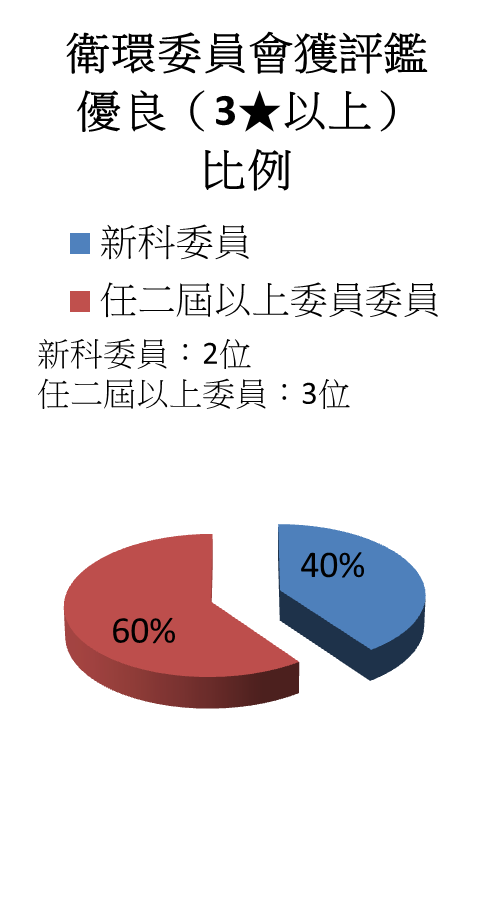 衛環委員會獲評鑑
優良（3★以上）
比例
新科委員
任二屆以上委員委員
新科委員：2位
任二屆以上委員：3位
40%
60%